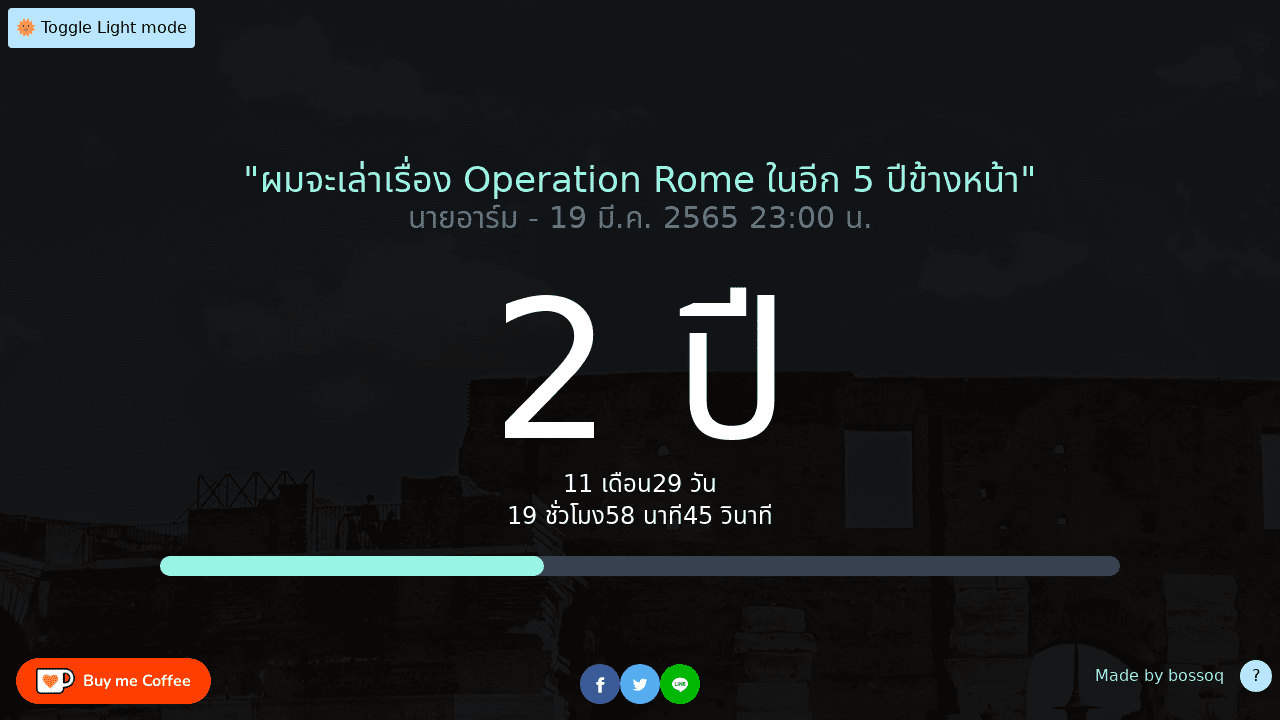 🌞 Toggle Light mode
"ผมจะเล่าเรื่อง Operation Rome ในอีก 5 ปีข้างหน้า"
นายอาร์ม - 19 มี.ค. 2565 23:00 น.
2 ปี
11 เดือน29 วัน
19 ชั่วโมง58 นาที45 วินาที
Buy me Coffee
LINE
Made by bossoq
?